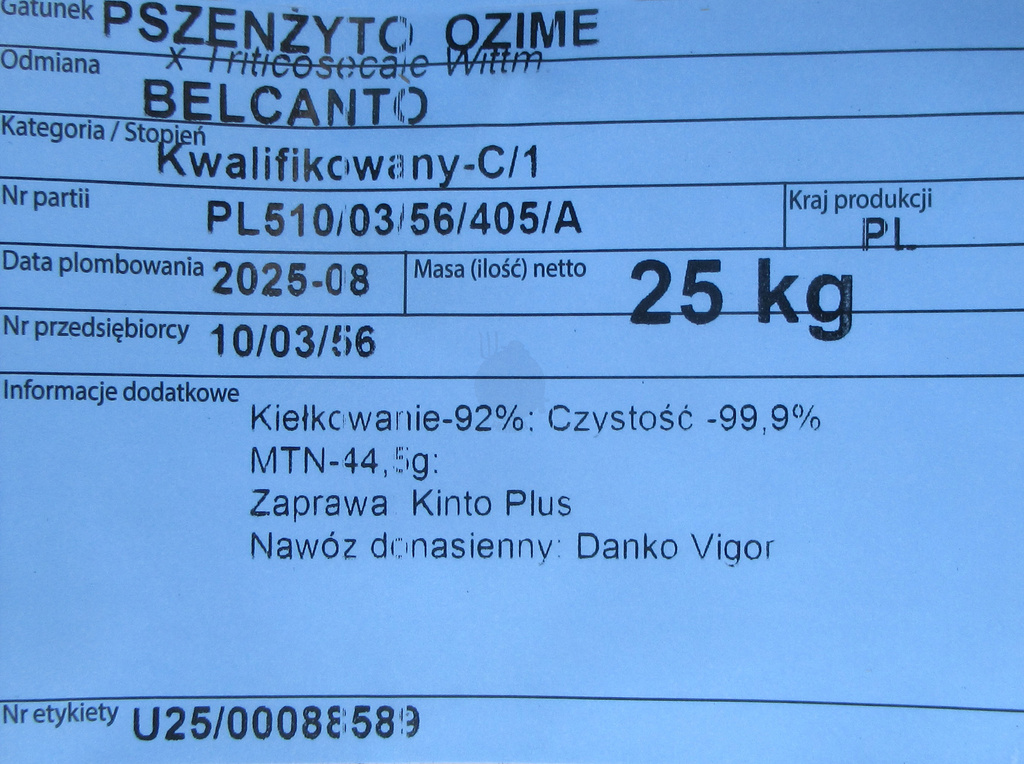 Gatunek PSZENŻYTO OZIME
x Triticosecale Wittm
Odmiana
BELCANTO
Kategoria / Stopień
Kwalifikowany-C/1
Nr partii PL510/03/56/405/A
Kraj produkcji
PL
Data plombowania 2025-08
Masa (ilość) netto 25 kg
Nr przedsiębiorcy 10/03/56
Informacje dodatkowe
Kiełkowanie-92%: Czystość -99,9%
MTN-44,5g:
Zaprawa Kinto Plus
Nawóz donasienny: Danko Vigor
Nr etykiety U25/00088589